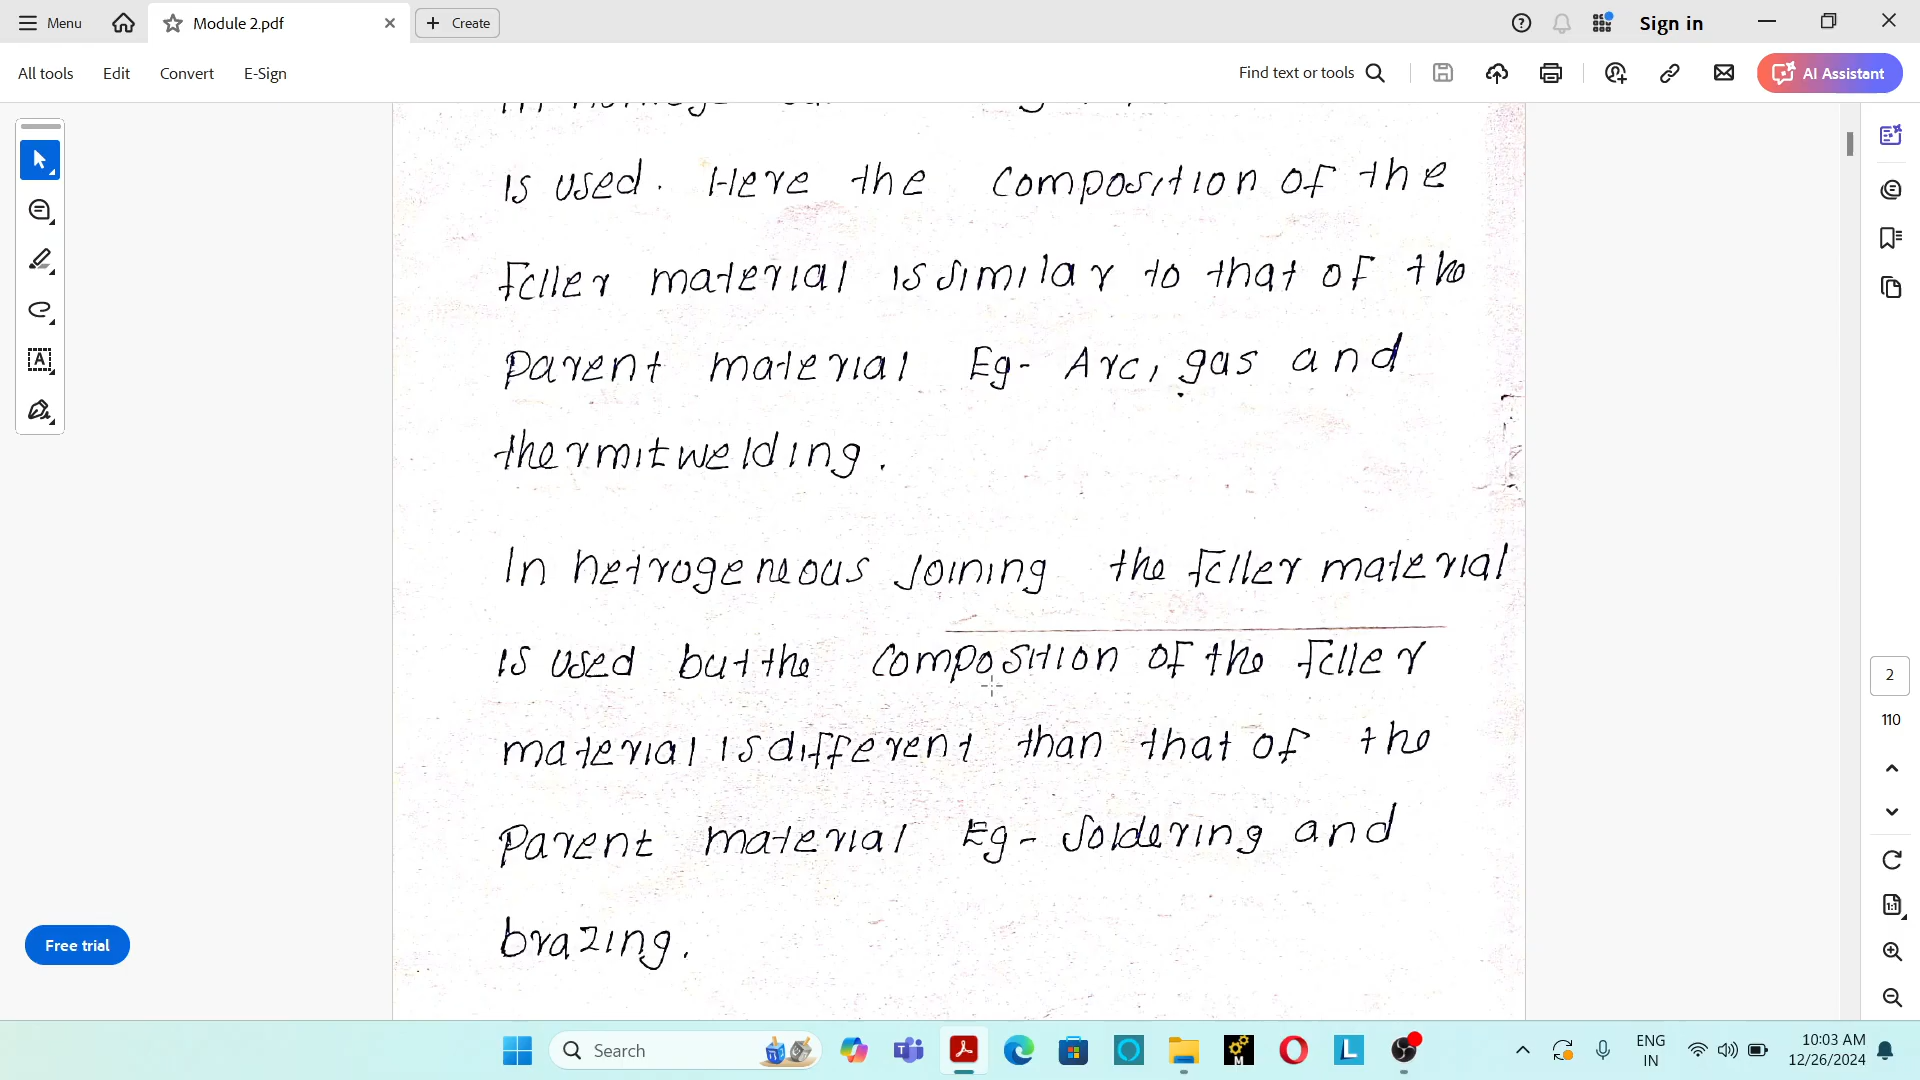 Menu
Module 2.pdf
Create
Sign in
All tools
Edit
Convert
E-Sign
Find text or tools
AI Assistant
is used. Here the composition of the
filler material is similar to that of the
parent material Eg- Arc, gas and
thermit welding.
In hetrogeneous joining the filler material
is used but the composition of the filler
material is different than that of the
parent material Eg- Soldering and
brazing.
2
110
Free trial
Search
ENG
IN
10:03 AM
12/26/2024